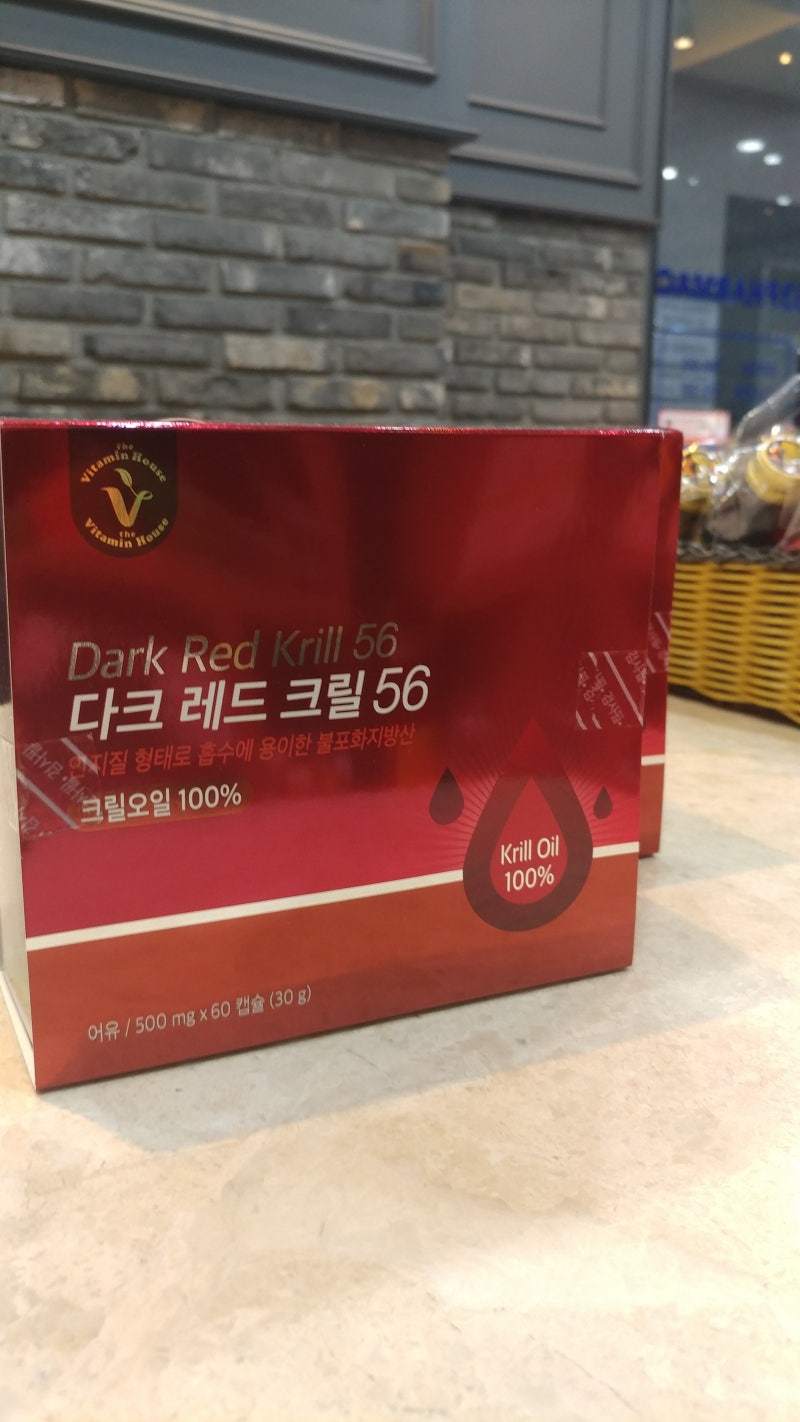 The
Vitamin House
the
Vitamin House
Dark Red Krill 56
다크 레드 크릴 56
인지질 형태로 흡수에 용이한 불포화지방산
크릴오일 100%
Krill Oil
100%
어유 / 500 mg x 60 캡슐 (30 g)